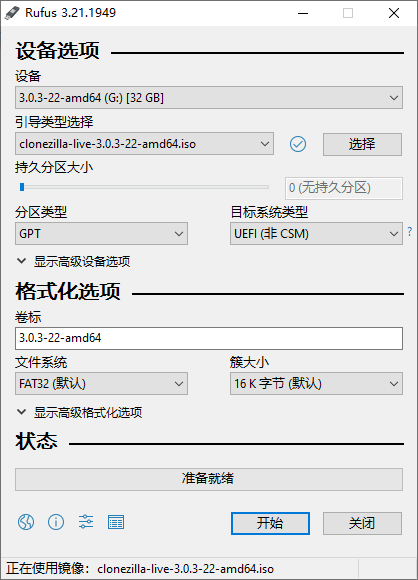 Rufus 3.21.1949
设备选项
设备
3.0.3-22-amd64 (G:) [32 GB]
引导类型选择
clonezilla-live-3.0.3-22-amd64.iso
选择
持久分区大小
0 (无持久分区)
分区类型
目标系统类型
GPT
UEFI (非 CSM)
?
显示高级设备选项
格式化选项
卷标
3.0.3-22-amd64
文件系统
簇大小
FAT32 (默认)
16 K 字节 (默认)
显示高级格式化选项
状态
准备就绪
开始
关闭
正在使用镜像：clonezilla-live-3.0.3-22-amd64.iso